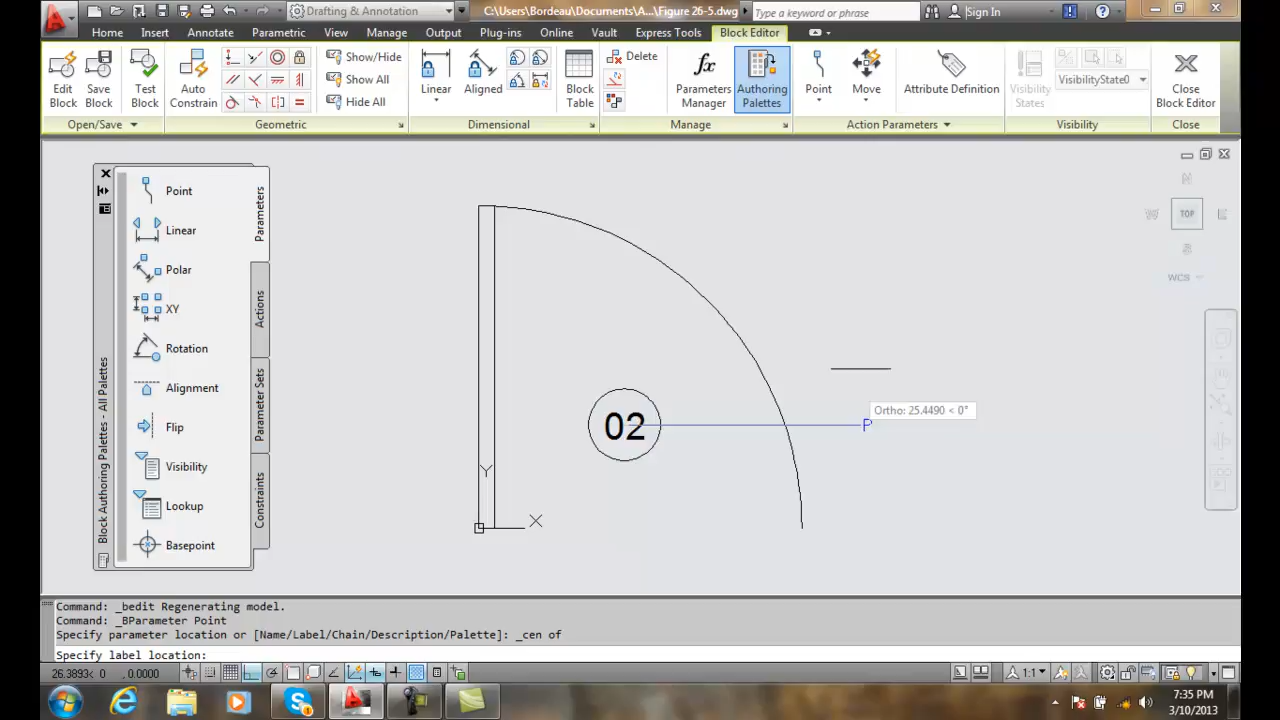 Drafting & Annotation
C:\Users\Bordeau\Documents\A...\Figure 26-5.dwg
Type a keyword or phrase
Sign In
Home Insert Annotate Parametric View Manage Output Plug-ins Online Vault Express Tools Block Editor
Edit Block
Save Block
Test Block
Auto Constrain
Show/Hide
Show All
Hide All
Linear
Aligned
Block Table
Delete
Parameters Manager
Authoring Palettes
Point
Move
Attribute Definition
Visibility States
VisibilityState0
Close Block Editor
Open/Save Geometric Dimensional Manage Action Parameters Visibility Close
Point
Linear
Polar
XY
Rotation
Alignment
Flip
Visibility
Lookup
Basepoint
Parameters
Actions
Parameter Sets
Constraints
Block Authoring Palettes - All Palettes
02
Y
X
P
Ortho: 25.4490 < 0°
TOP
WCS
Command: _bedit Regenerating model.
Command: _BParameter Point
Specify parameter location or [Name/Label/Chain/Description/Palette]: _cen of
Specify label location:
26.3893< 0 , 0.0000
1:1
7:35 PM
3/10/2013